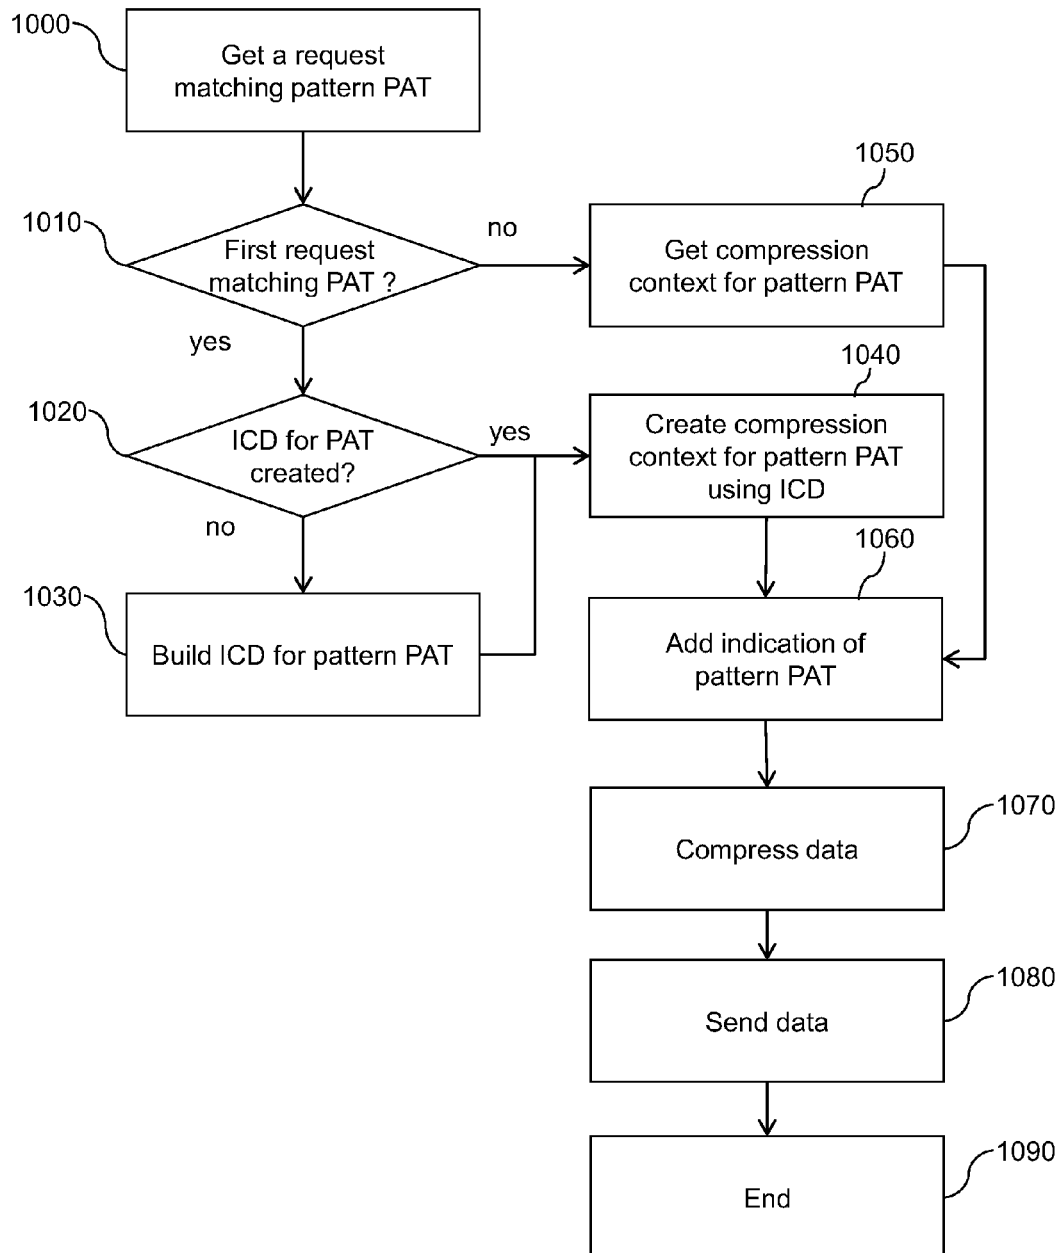 1000
Get a request
matching pattern PAT
1010
First request
matching PAT ?
no
yes
1050
Get compression
context for pattern PAT
1020
ICD for PAT
created?
yes
no
1040
Create compression
context for pattern PAT
using ICD
1030
Build ICD for pattern PAT
1060
Add indication of
pattern PAT
1070
Compress data
1080
Send data
1090
End